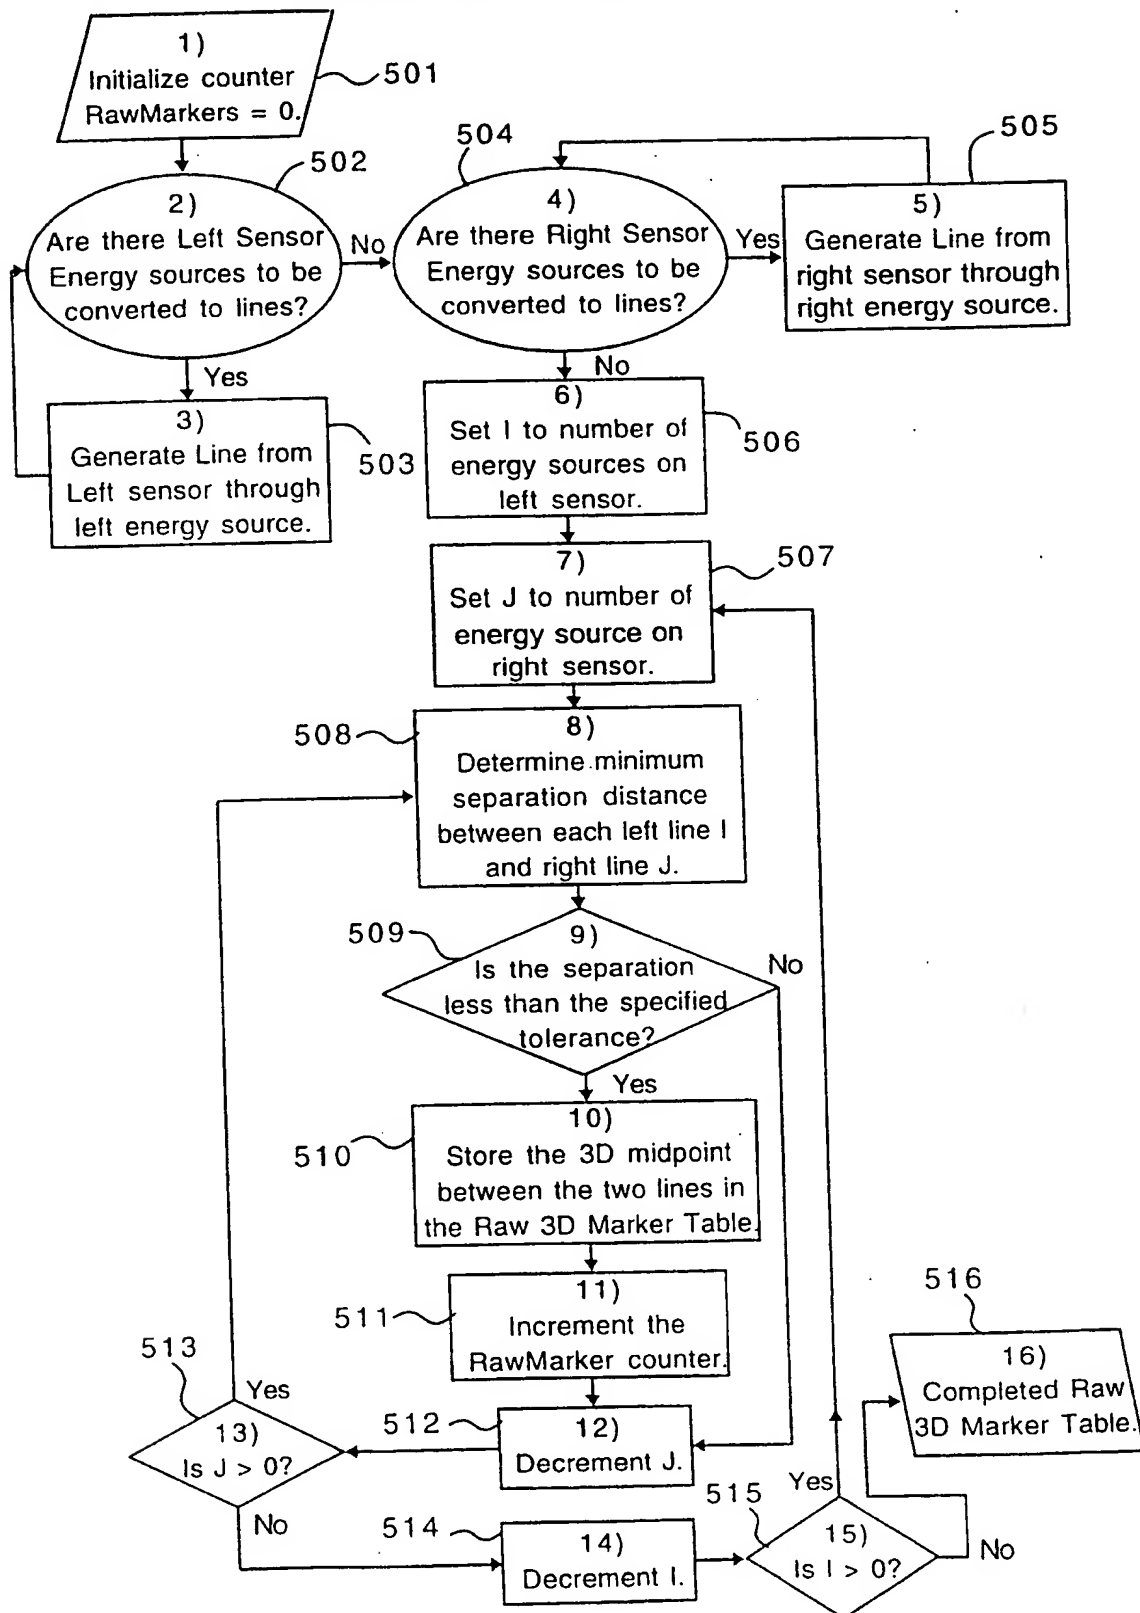 1)
Initialize counter
RawMarkers = 0.
501
502
2)
Are there Left Sensor
Energy sources to be
converted to lines?
No
Yes
3)
Generate Line from
Left sensor through
left energy source.
503
504
4)
Are there Right Sensor
Energy sources to be
converted to lines?
Yes
No
505
5)
Generate Line from
right sensor through
right energy source.
6)
Set I to number of
energy sources on
left sensor.
506
7)
Set J to number of
energy source on
right sensor.
507
508
8)
Determine minimum
separation distance
between each left line I
and right line J.
509
9)
Is the separation
less than the specified
tolerance?
No
Yes
510
10)
Store the 3D midpoint
between the two lines in
the Raw 3D Marker Table.
511
11)
Increment the
RawMarker counter.
512
12)
Decrement J.
513
Yes
13)
Is J > 0?
No
514
14)
Decrement I.
515
Yes
15)
Is I > 0?
No
516
16)
Completed Raw
3D Marker Table.